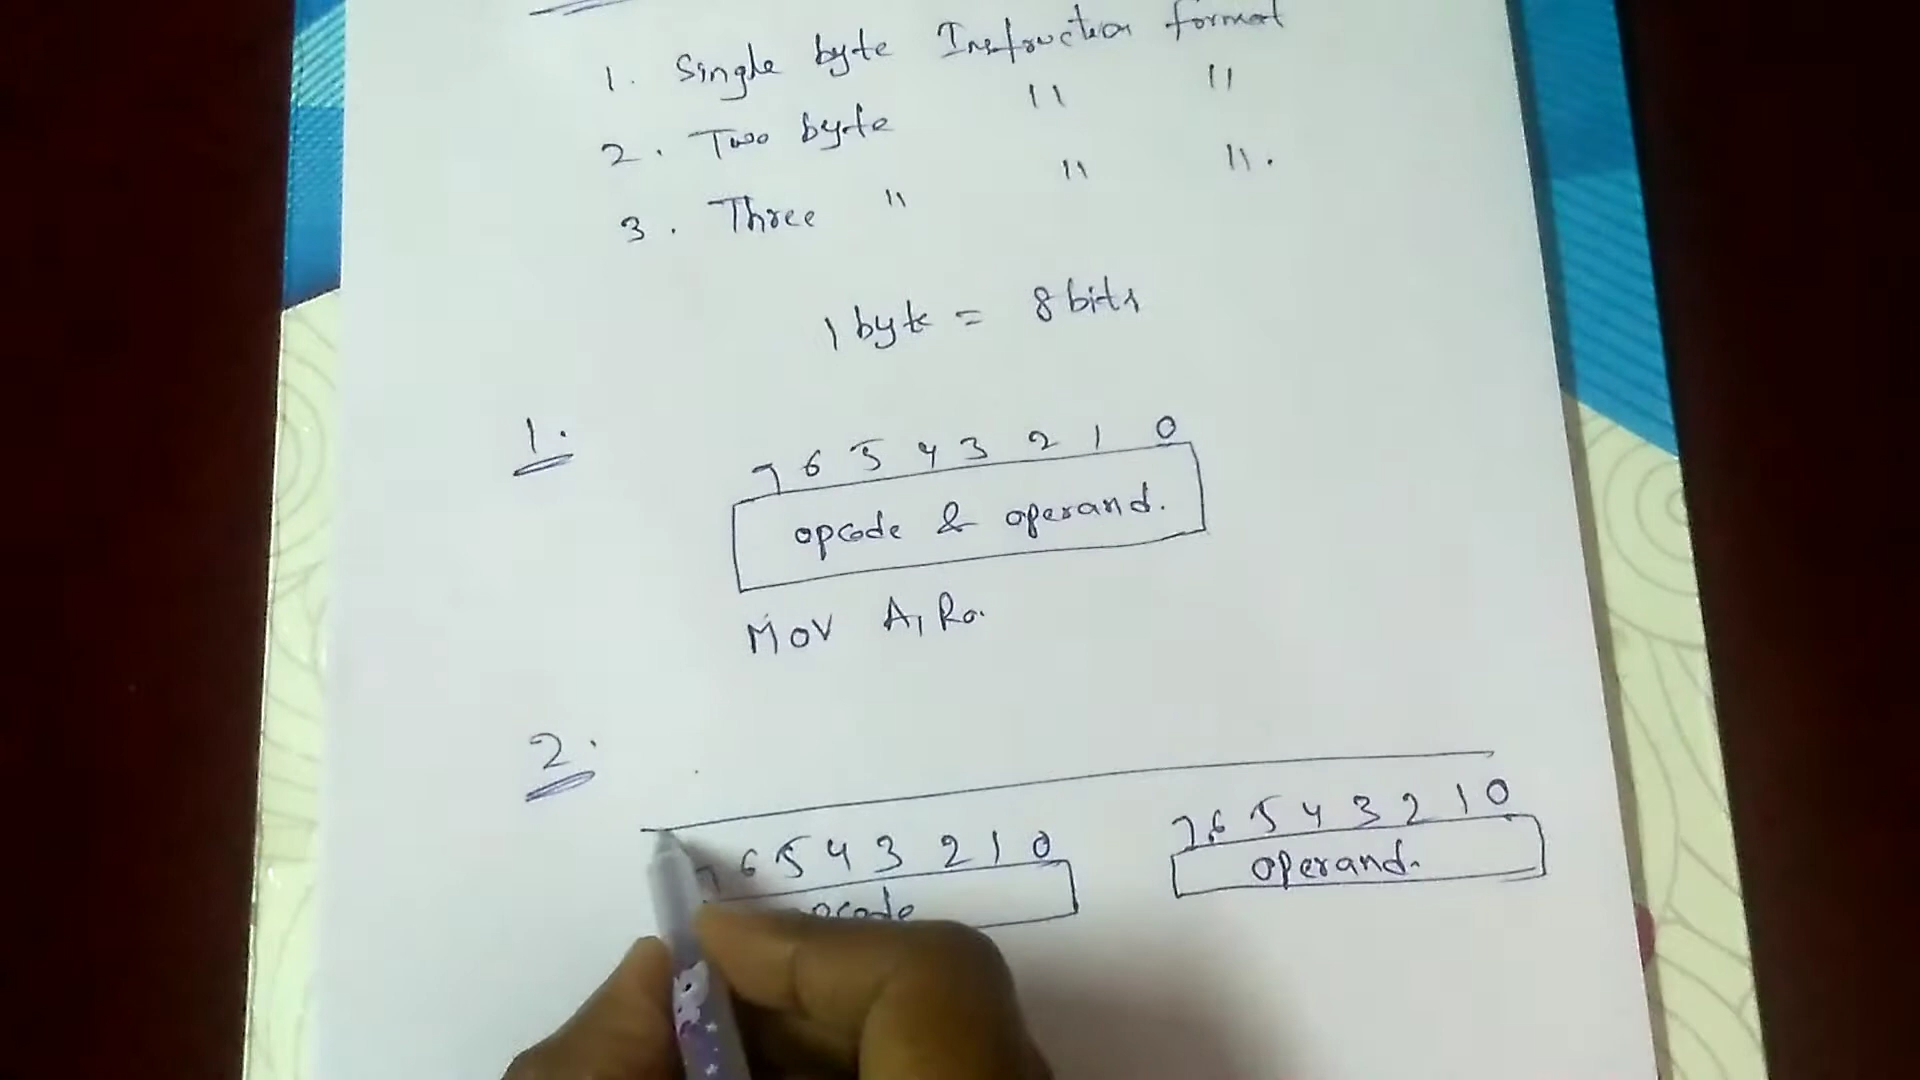 1. Single byte Instruction format
2. Two byte " "
3. Three " " ".
1 byte = 8 bits
1.
7 6 5 4 3 2 1 0
opcode & operand.
MOV A, R0.
2.
7 6 5 4 3 2 1 0 7 6 5 4 3 2 1 0
operand.